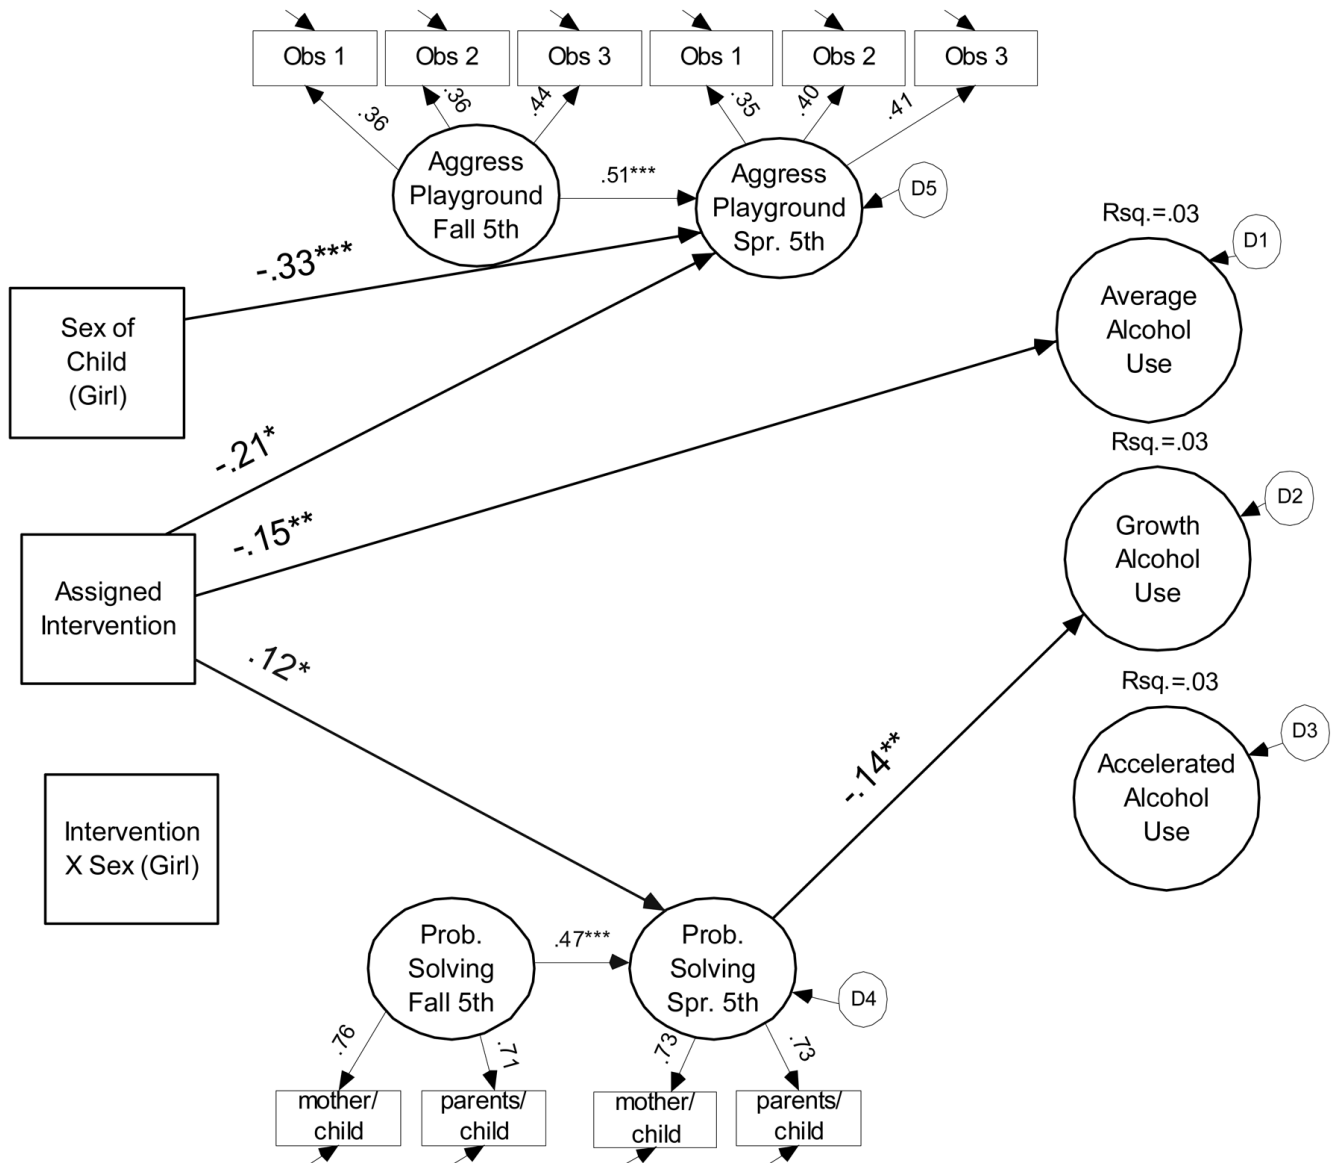 Obs 1
Obs 2
Obs 3
Obs 1
Obs 2
Obs 3
.36
.36
.44
.35
.40
.41
Aggress
Playground
Fall 5th
.51***
Aggress
Playground
Spr. 5th
D5
Rsq.=.03
D1
Average
Alcohol
Use
-.33***
Sex of
Child
(Girl)
-.21*
-.15**
Rsq.=.03
D2
Growth
Alcohol
Use
Assigned
Intervention
.12*
Rsq.=.03
D3
Accelerated
Alcohol
Use
-.14**
Intervention
X Sex (Girl)
Prob.
Solving
Fall 5th
.47***
Prob.
Solving
Spr. 5th
D4
.76
.71
.73
.73
mother/
child
parents/
child
mother/
child
parents/
child